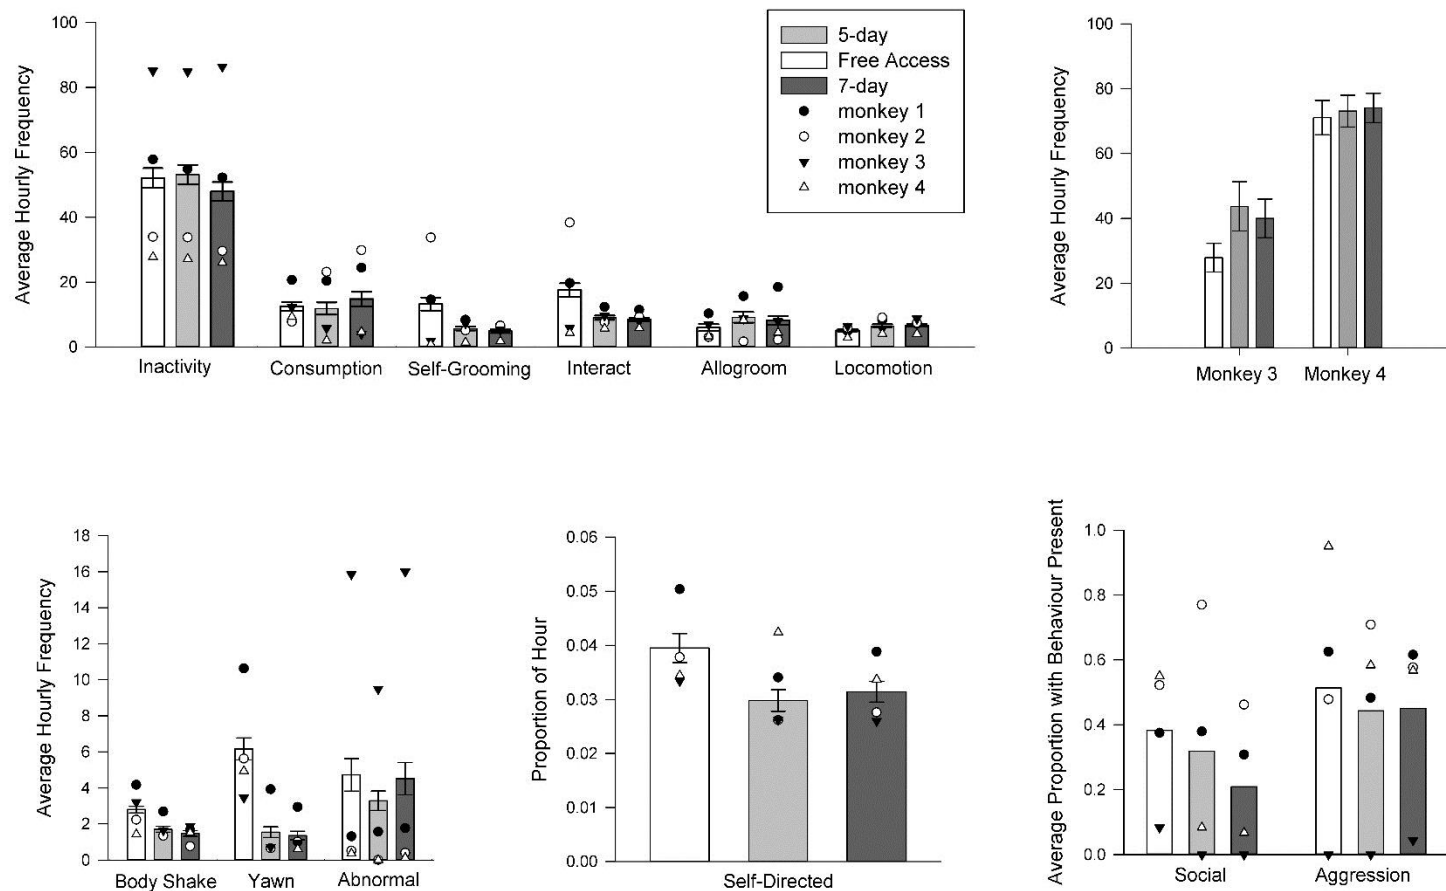 100
80
60
40
20
0
Average Hourly Frequency
Inactivity
Consumption
Self-Grooming
Interact
Allogroom
Locomotion
5-day
Free Access
7-day
monkey 1
monkey 2
monkey 3
monkey 4
100
80
60
40
20
0
Average Hourly Frequency
Monkey 3
Monkey 4
18
16
14
12
10
8
6
4
2
0
Average Hourly Frequency
Body Shake
Yawn
Abnormal
0.06
0.05
0.04
0.03
0.02
0.01
0.00
Proportion of Hour
Self-Directed
1.0
0.8
0.6
0.4
0.2
0.0
Average Proportion with Behaviour Present
Social
Aggression